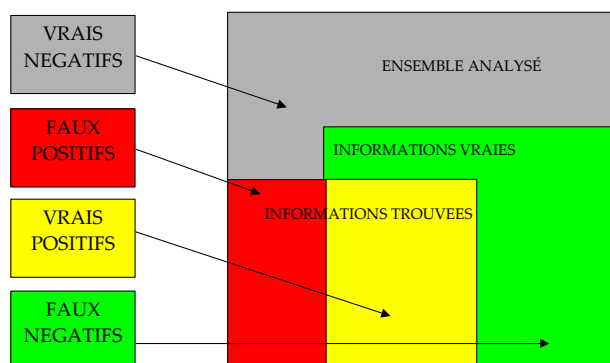 VRAIS
NEGATIFS
ENSEMBLE ANALYSÉ
FAUX
POSITIFS
INFORMATIONS VRAIES
VRAIS
POSITIFS
INFORMATIONS TROUVEES
FAUX
NEGATIFS